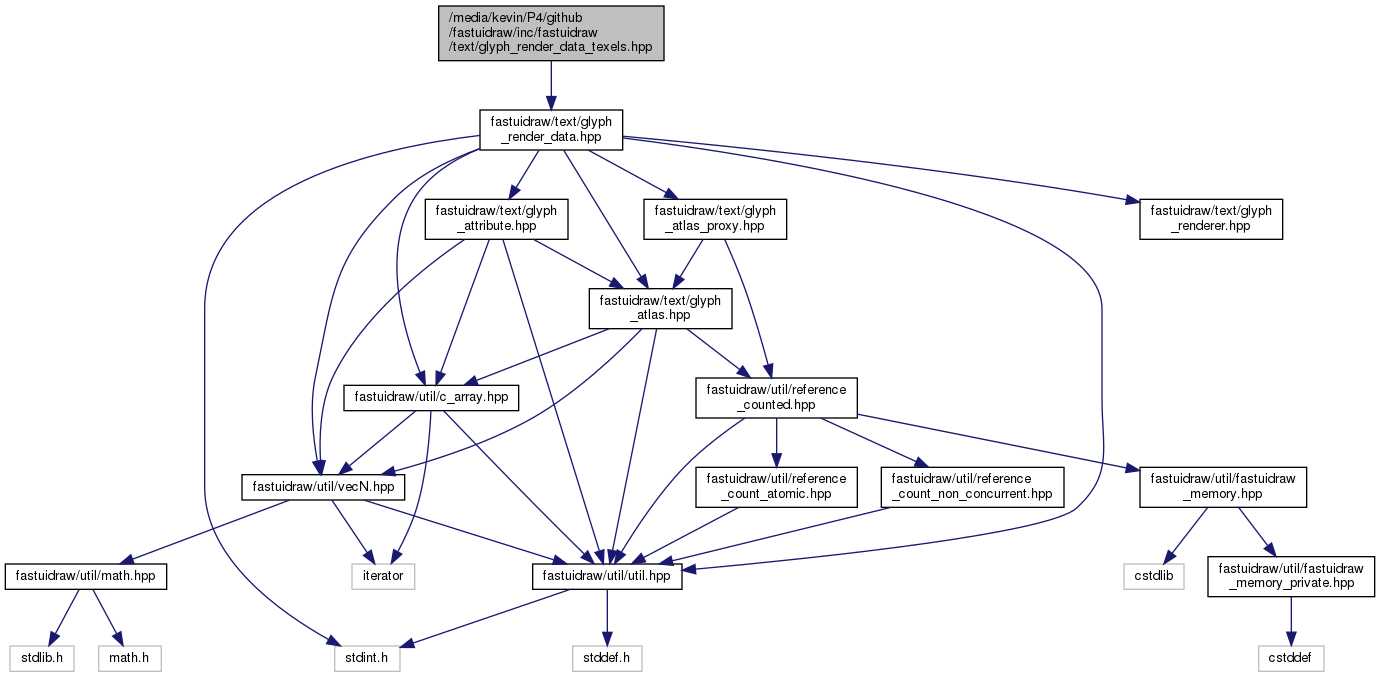 /media/kevin/P4/github
/fastuidraw/inc/fastuidraw
/text/glyph_render_data_texels.hpp
fastuidraw/text/glyph
_render_data.hpp
fastuidraw/text/glyph
_attribute.hpp
fastuidraw/text/glyph
_atlas_proxy.hpp
fastuidraw/text/glyph
_renderer.hpp
fastuidraw/text/glyph
_atlas.hpp
fastuidraw/util/c_array.hpp
fastuidraw/util/reference
_counted.hpp
fastuidraw/util/vecN.hpp
fastuidraw/util/reference
_count_atomic.hpp
fastuidraw/util/reference
_count_non_concurrent.hpp
fastuidraw/util/fastuidraw
_memory.hpp
fastuidraw/util/math.hpp
iterator
fastuidraw/util/util.hpp
cstdlib
fastuidraw/util/fastuidraw
_memory_private.hpp
stdlib.h
math.h
stdint.h
stddef.h
cstddef